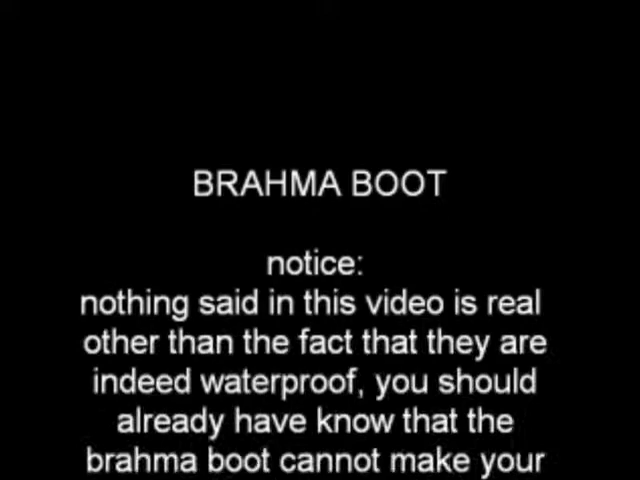 BRAHMA BOOT
notice:
nothing said in this video is real
other than the fact that they are
indeed waterproof, you should
already have know that the
brahma boot cannot make your